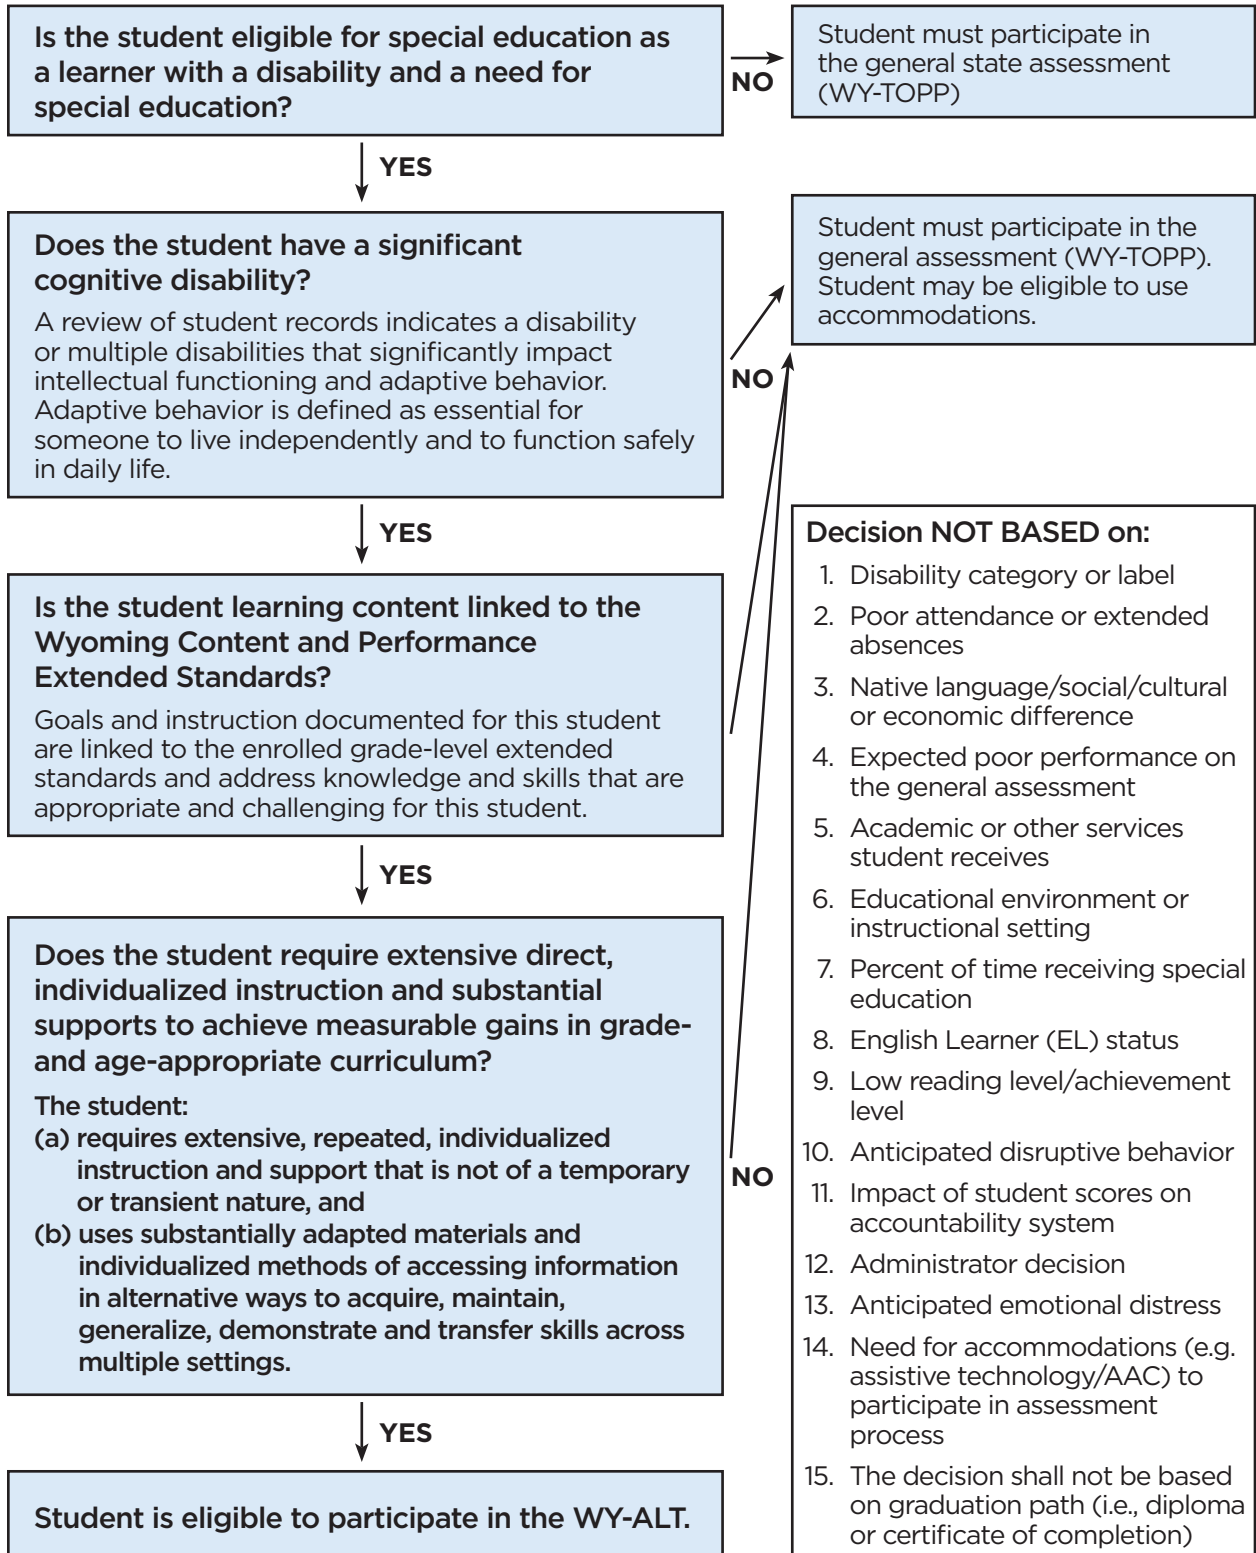 Is the student eligible for special education as
a learner with a disability and a need for
special education?
NO
Student must participate in
the general state assessment
(WY-TOPP)
YES
Does the student have a significant
cognitive disability?
A review of student records indicates a disability
or multiple disabilities that significantly impact
intellectual functioning and adaptive behavior.
Adaptive behavior is defined as essential for
someone to live independently and to function safely
in daily life.
NO
Student must participate in the
general assessment (WY-TOPP).
Student may be eligible to use
accommodations.
YES
Is the student learning content linked to the
Wyoming Content and Performance
Extended Standards?
Goals and instruction documented for this student
are linked to the enrolled grade-level extended
standards and address knowledge and skills that are
appropriate and challenging for this student.
YES
Does the student require extensive direct,
individualized instruction and substantial
supports to achieve measurable gains in grade-
and age-appropriate curriculum?
The student:
(a) requires extensive, repeated, individualized
instruction and support that is not of a temporary
or transient nature, and
(b) uses substantially adapted materials and
individualized methods of accessing information
in alternative ways to acquire, maintain,
generalize, demonstrate and transfer skills across
multiple settings.
NO
YES
Student is eligible to participate in the WY-ALT.
Decision NOT BASED on:
1. Disability category or label
2. Poor attendance or extended
absences
3. Native language/social/cultural
or economic difference
4. Expected poor performance on
the general assessment
5. Academic or other services
student receives
6. Educational environment or
instructional setting
7. Percent of time receiving special
education
8. English Learner (EL) status
9. Low reading level/achievement
level
10. Anticipated disruptive behavior
11. Impact of student scores on
accountability system
12. Administrator decision
13. Anticipated emotional distress
14. Need for accommodations (e.g.
assistive technology/AAC) to
participate in assessment
process
15. The decision shall not be based
on graduation path (i.e., diploma
or certificate of completion)